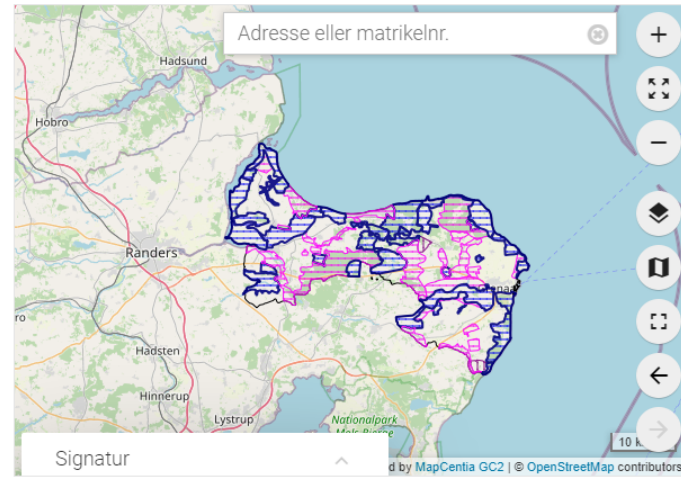 Adresse eller matrikelnr.
Hadsund
Hobro
Randers
Hadsten
Hinnerup
Lystrup
Nationalpark
10
Signatur
d by MapCentia GC2 | © OpenStreetMap contributors